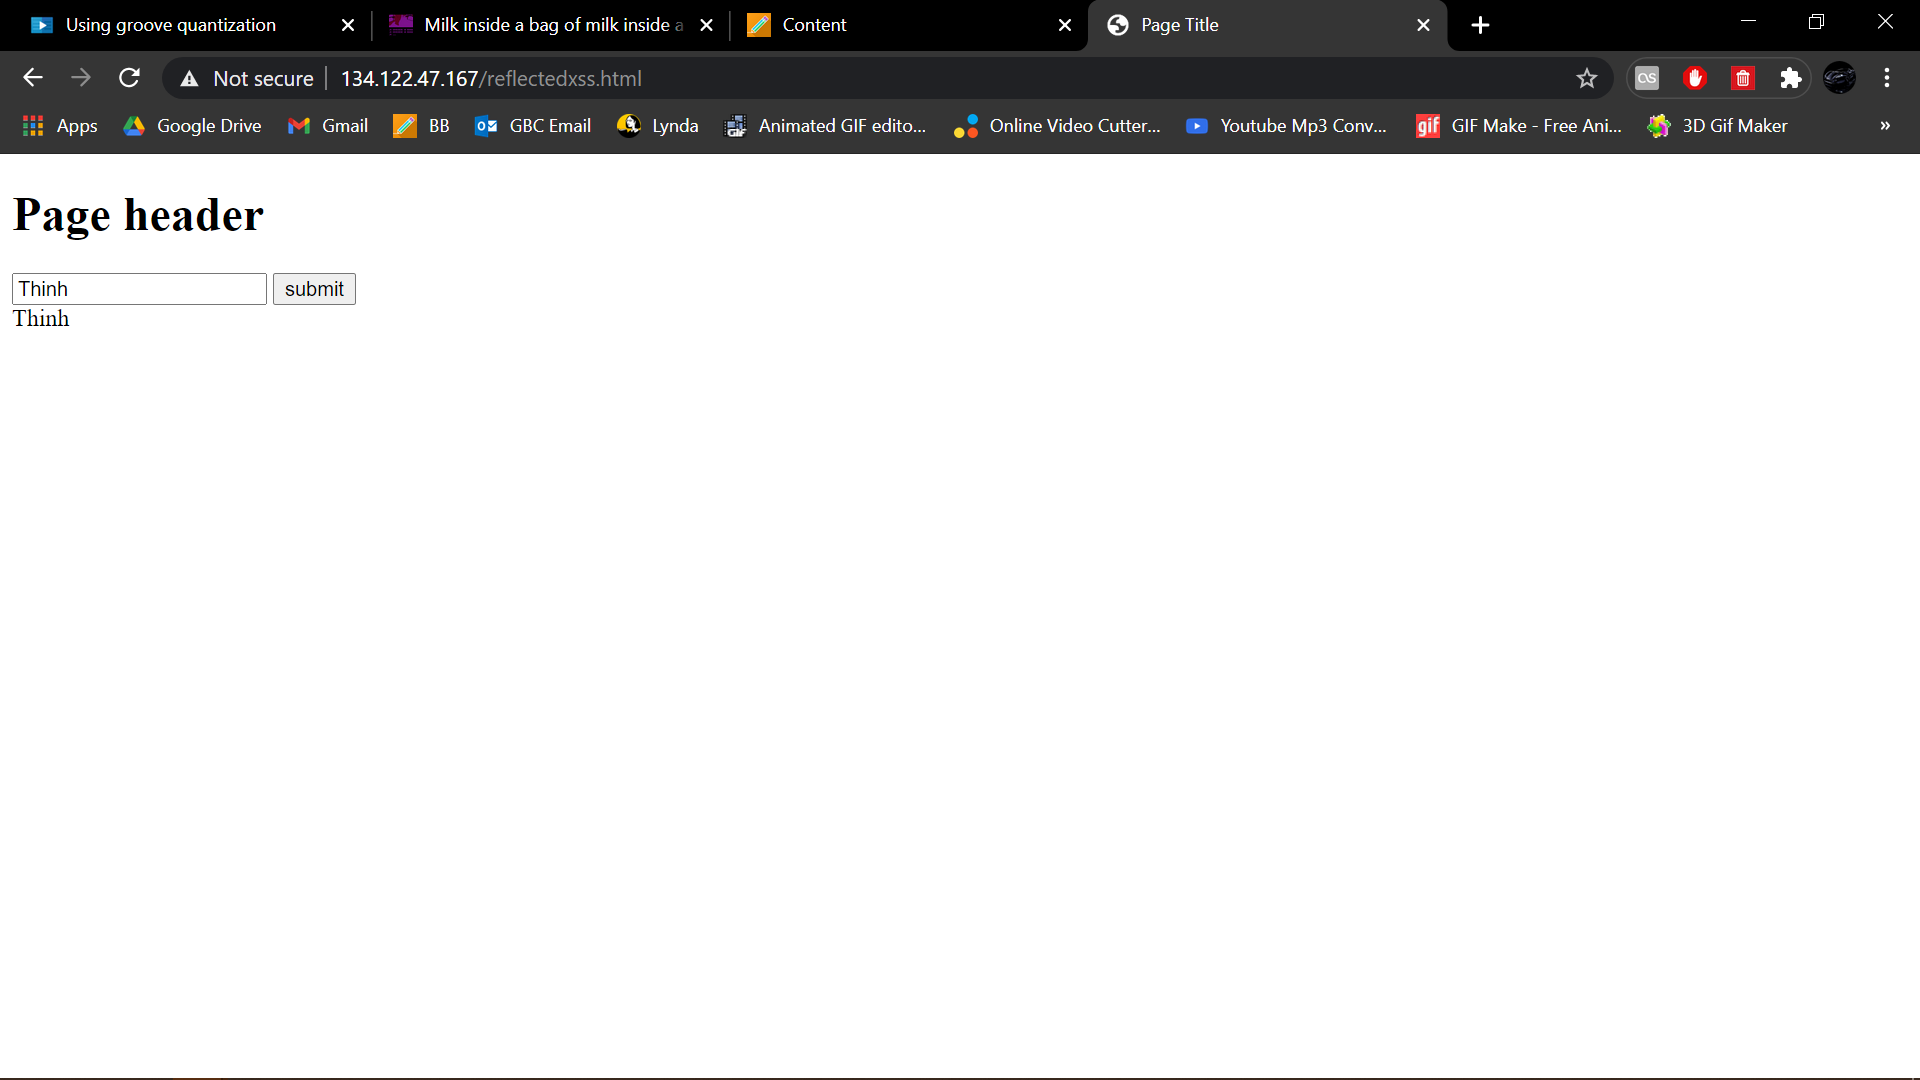 Using groove quantization
Milk inside a bag of milk inside a
Content
Page Title
Not secure 134.122.47.167/reflectedxss.html
Apps Google Drive Gmail BB GBC Email Lynda Animated GIF edito... Online Video Cutter... Youtube Mp3 Conv... GIF Make - Free Ani... 3D Gif Maker »
Page header
Thinh submit
Thinh